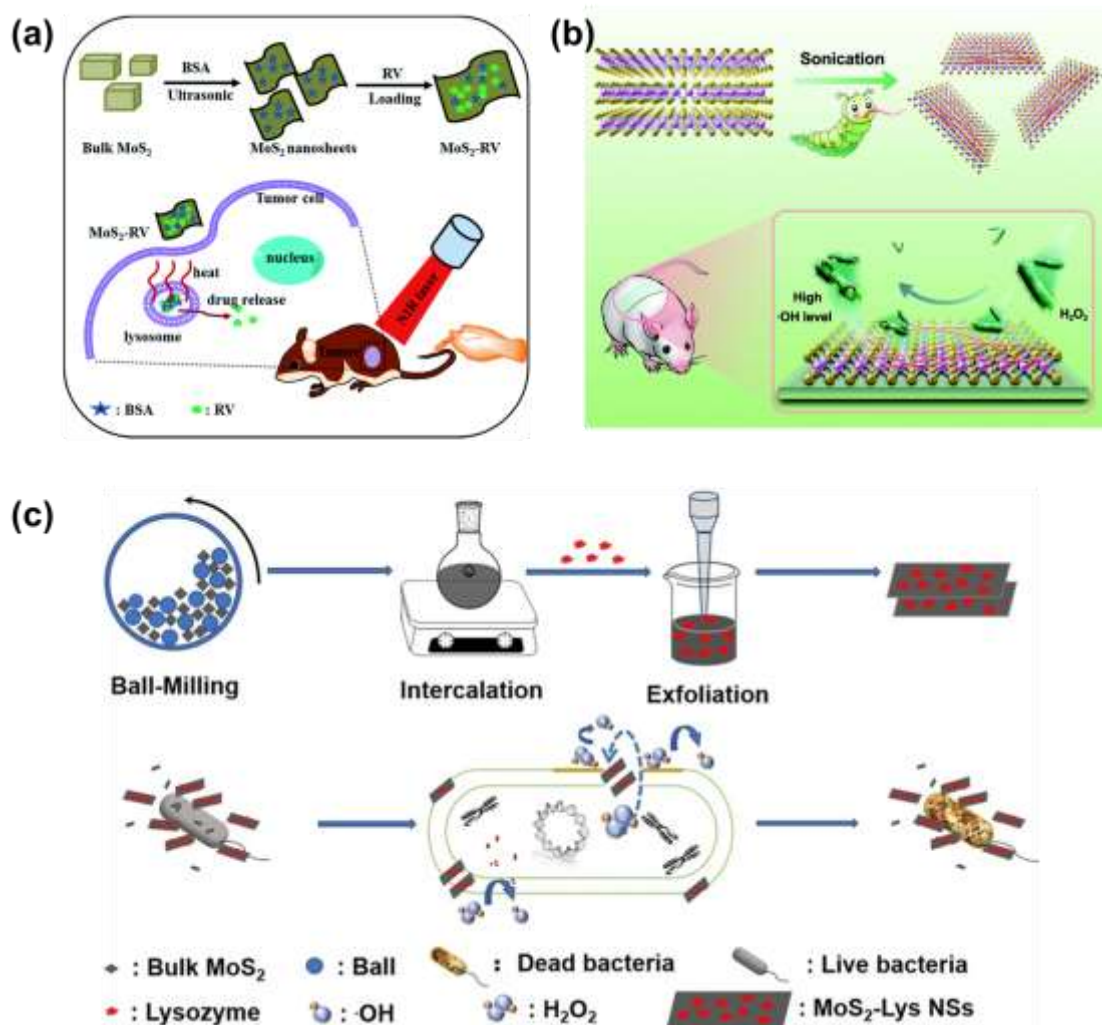 (a)
BSA
Ultrasonic
RV
Loading
Bulk MoS₂
MoS₂ nanosheets
MoS₂-RV
Tumor cell
MoS₂-RV
nucleus
heat
drug release
lysosome
NIR laser
: BSA
: RV
(b)
Sonication
High
·OH level
H₂O₂
(c)
Ball-Milling
Intercalation
Exfoliation
: Bulk MoS₂
: Ball
: Dead bacteria
: Live bacteria
: Lysozyme
: ·OH
: H₂O₂
: MoS₂-Lys NSs